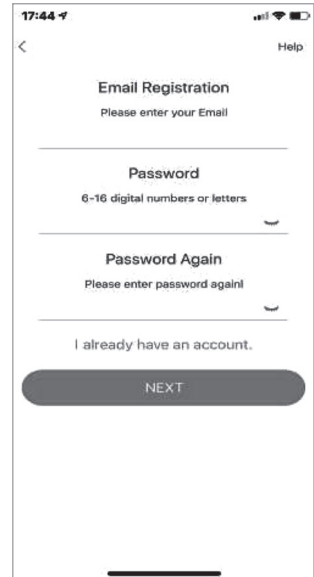 17:44
Help
Email Registration
Please enter your Email
Password
6-16 digital numbers or letters
Password Again
Please enter password again!
I already have an account.
NEXT